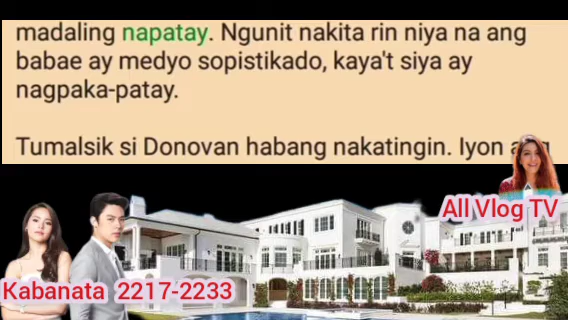 madaling napatay. Ngunit nakita rin niya na ang
babae ay medyo sopistikado, kaya't siya ay
nagpaka-patay.
Tumalsik si Donovan habang nakatingin. Iyon ang
All Vlog TV
Kabanata 2217-2233